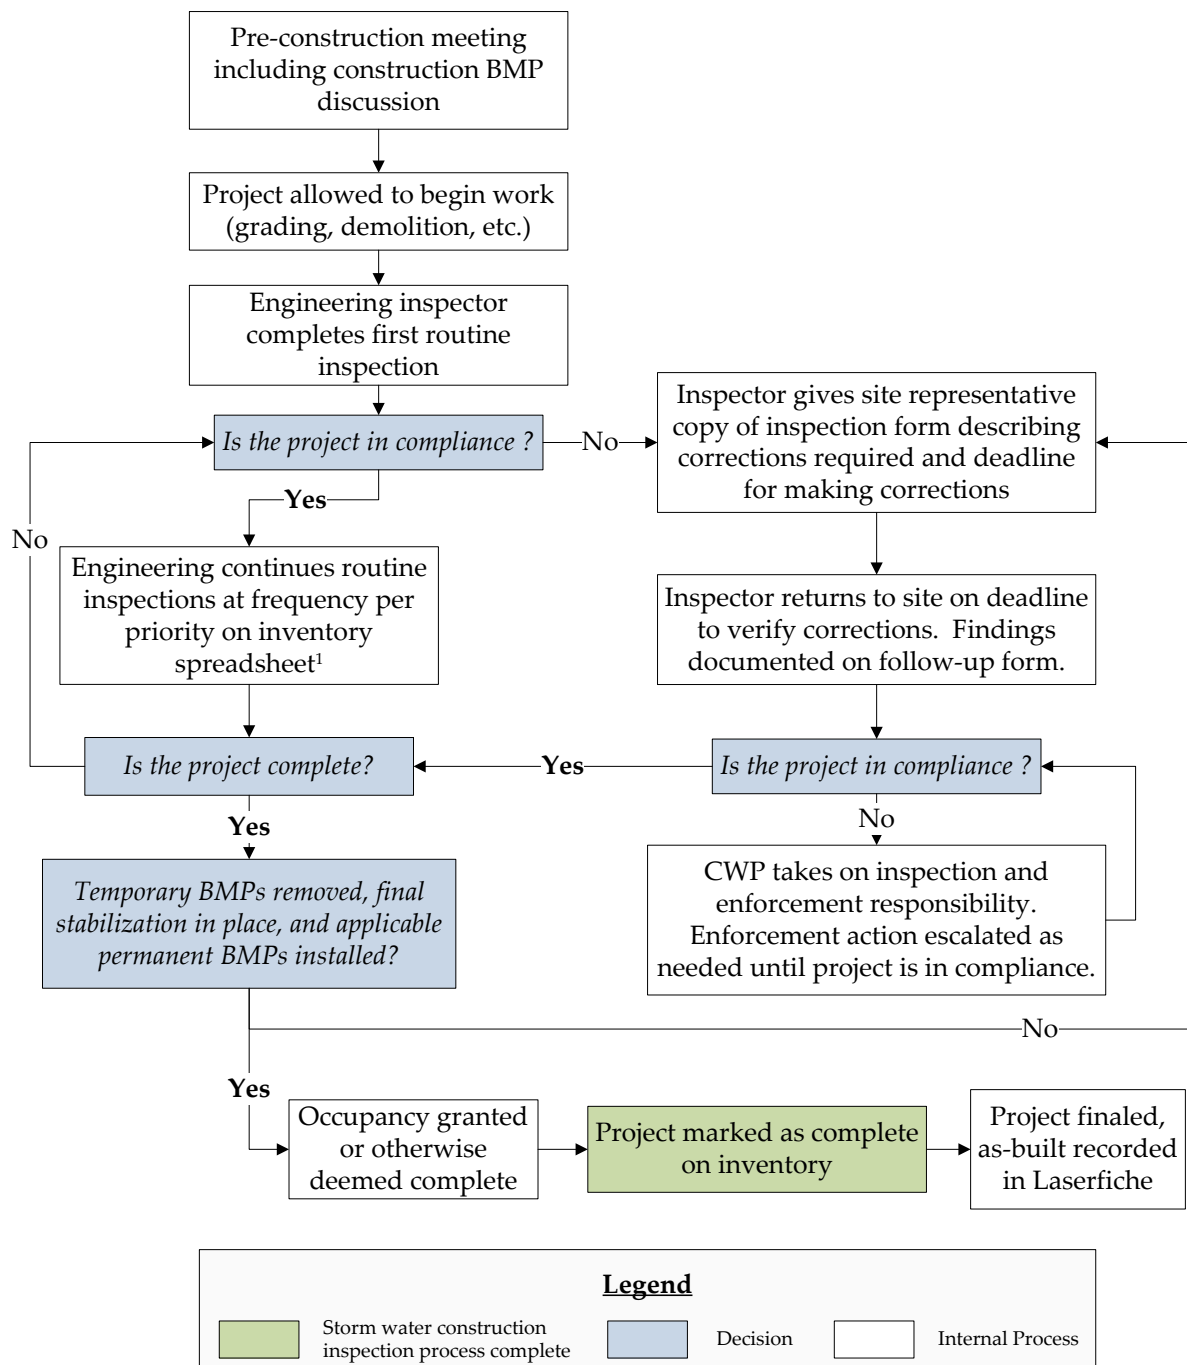 Pre-construction meeting
including construction BMP
discussion
Project allowed to begin work
(grading, demolition, etc.)
Engineering inspector
completes first routine
inspection
Is the project in compliance ?
No
Inspector gives site representative
copy of inspection form describing
corrections required and deadline
for making corrections
Yes
No
Engineering continues routine
inspections at frequency per
priority on inventory
spreadsheet¹
Inspector returns to site on deadline
to verify corrections.  Findings
documented on follow-up form.
Is the project complete?
Yes
Is the project in compliance ?
Yes
No
Temporary BMPs removed, final
stabilization in place, and applicable
permanent BMPs installed?
CWP takes on inspection and
enforcement responsibility.
Enforcement action escalated as
needed until project is in compliance.
No
Yes
Occupancy granted
or otherwise
deemed complete
Project marked as complete
on inventory
Project finaled,
as-built recorded
in Laserfiche
Legend
Storm water construction
inspection process complete
Decision
Internal Process